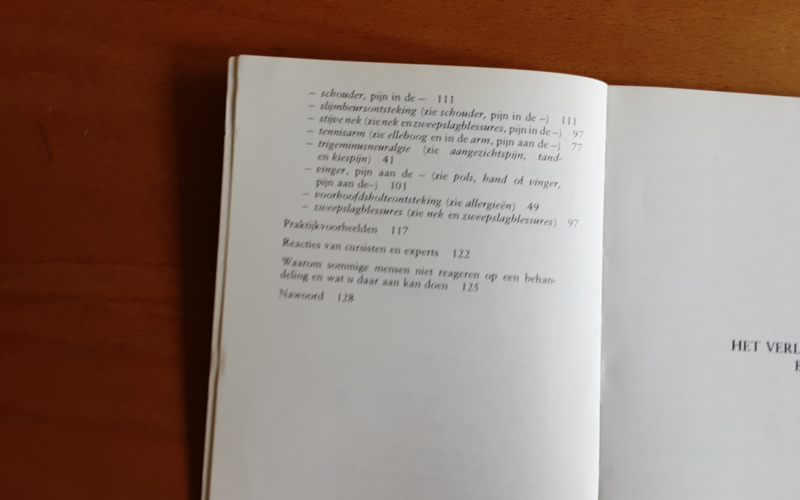 – schouder, pijn in de – 111
– slijmbeursontsteking (zie schouder, pijn in de –) 111
– stijve nek (zie nek en zweepslagblessures, pijn in de –) 97
– tennisarm (zie elleboog en in de arm, pijn aan de –) 77
– trigeminusneuralgie (zie aangezichtspijn, tand-
en kiespijn) 41
– vinger, pijn aan de – (zie pols, hand of vinger,
pijn aan de–) 101
– voorhoofdsholteontsteking (zie allergieën) 49
– zweepslagblessures (zie nek en zweepslagblessures) 97
Praktijkvoorbeelden 117
Reacties van cursisten en experts 122
Waarom sommige mensen niet reageren op een behan-
deling en wat u daar aan kan doen 125
Nawoord 128
HET VERL